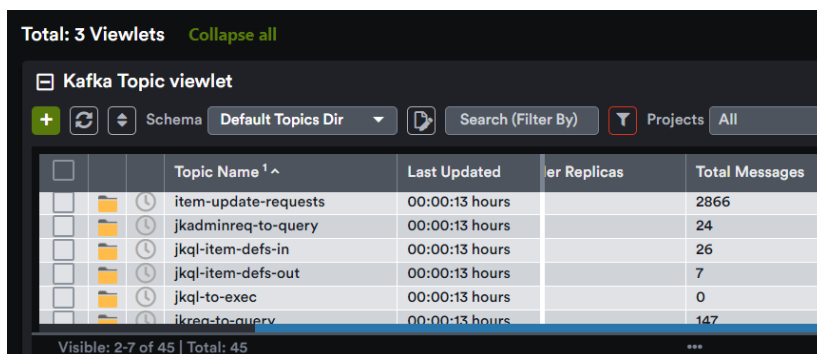 Total: 3 Viewlets Collapse all
Kafka Topic viewlet
Schema Default Topics Dir Search (Filter By) Projects All
Topic Name 1 Last Updated er Replicas Total Messages
item-update-requests 00:00:13 hours 2866
jkadminreq-to-query 00:00:13 hours 24
jkql-item-defs-in 00:00:13 hours 26
jkql-item-defs-out 00:00:13 hours 7
jkql-to-exec 00:00:13 hours 0
jkreq-to-query 00:00:13 hours 147
Visible: 2-7 of 45 | Total: 45